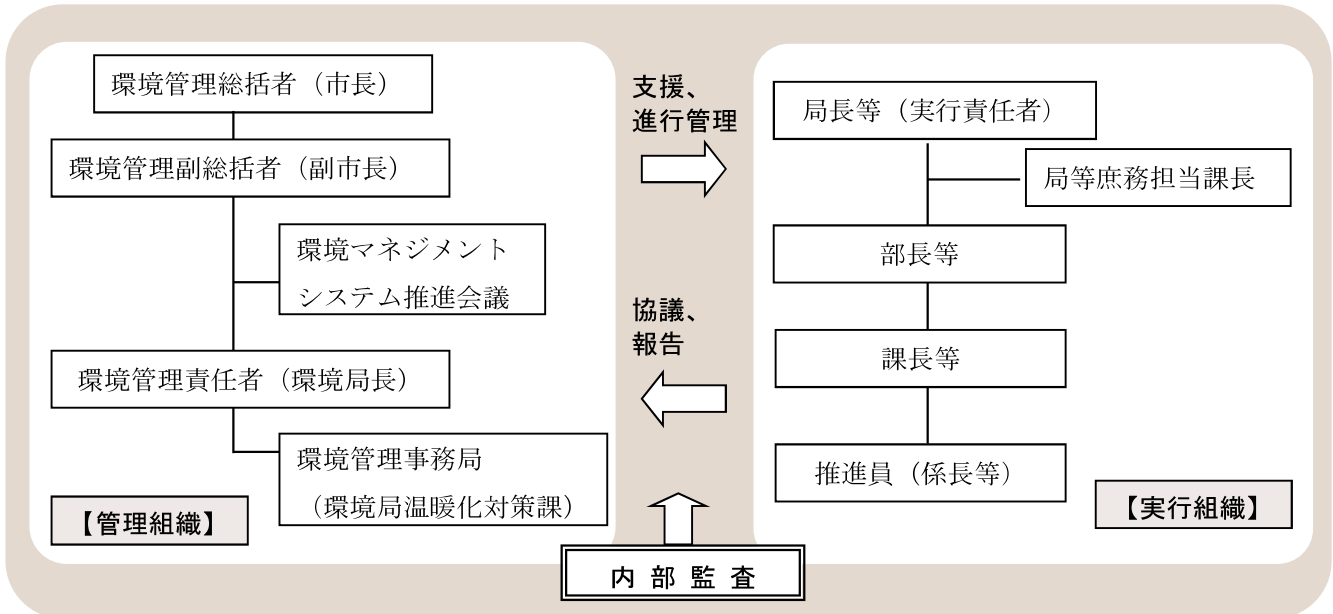 環境管理総括者（市長）
環境管理副総括者（副市長）
環境マネジメント
システム推進会議
環境管理責任者（環境局長）
環境管理事務局
（環境局温暖化対策課）
【管理組織】
支援、
進行管理
協議、
報告
内部監査
局長等（実行責任者）
局等庶務担当課長
部長等
課長等
推進員（係長等）
【実行組織】